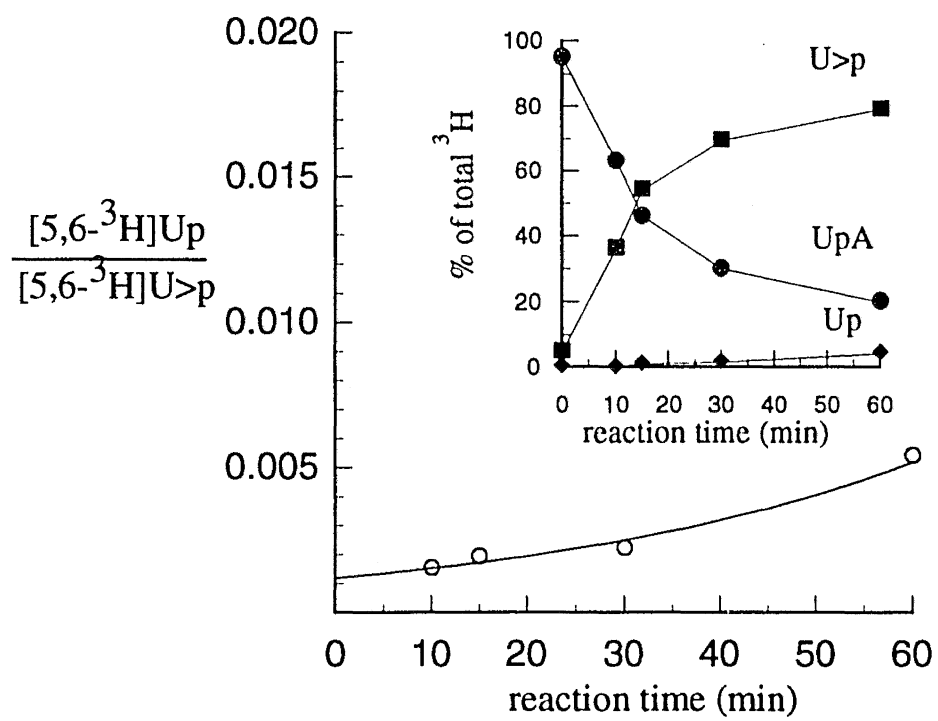 0.020
0.015
0.010
0.005
[5,6-³H]Up
[5,6-³H]U>p
0 10 20 30 40 50 60
reaction time (min)
100
80
60
40
20
0
% of total ³H
U>p
UpA
Up
0 10 20 30 40 50 60
reaction time (min)